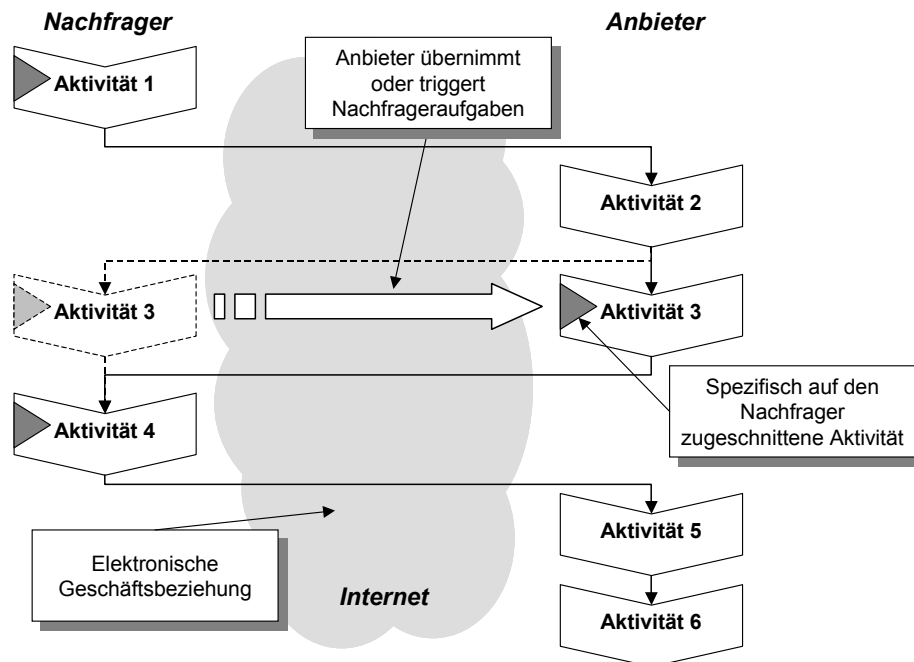 Nachfrager
Anbieter
Anbieter übernimmt
oder triggert
Nachfrageraufgaben
Aktivität 1
Aktivität 2
Aktivität 3
Aktivität 3
Spezifisch auf den
Nachfrager
zugeschnittene Aktivität
Aktivität 4
Aktivität 5
Elektronische
Geschäftsbeziehung
Internet
Aktivität 6